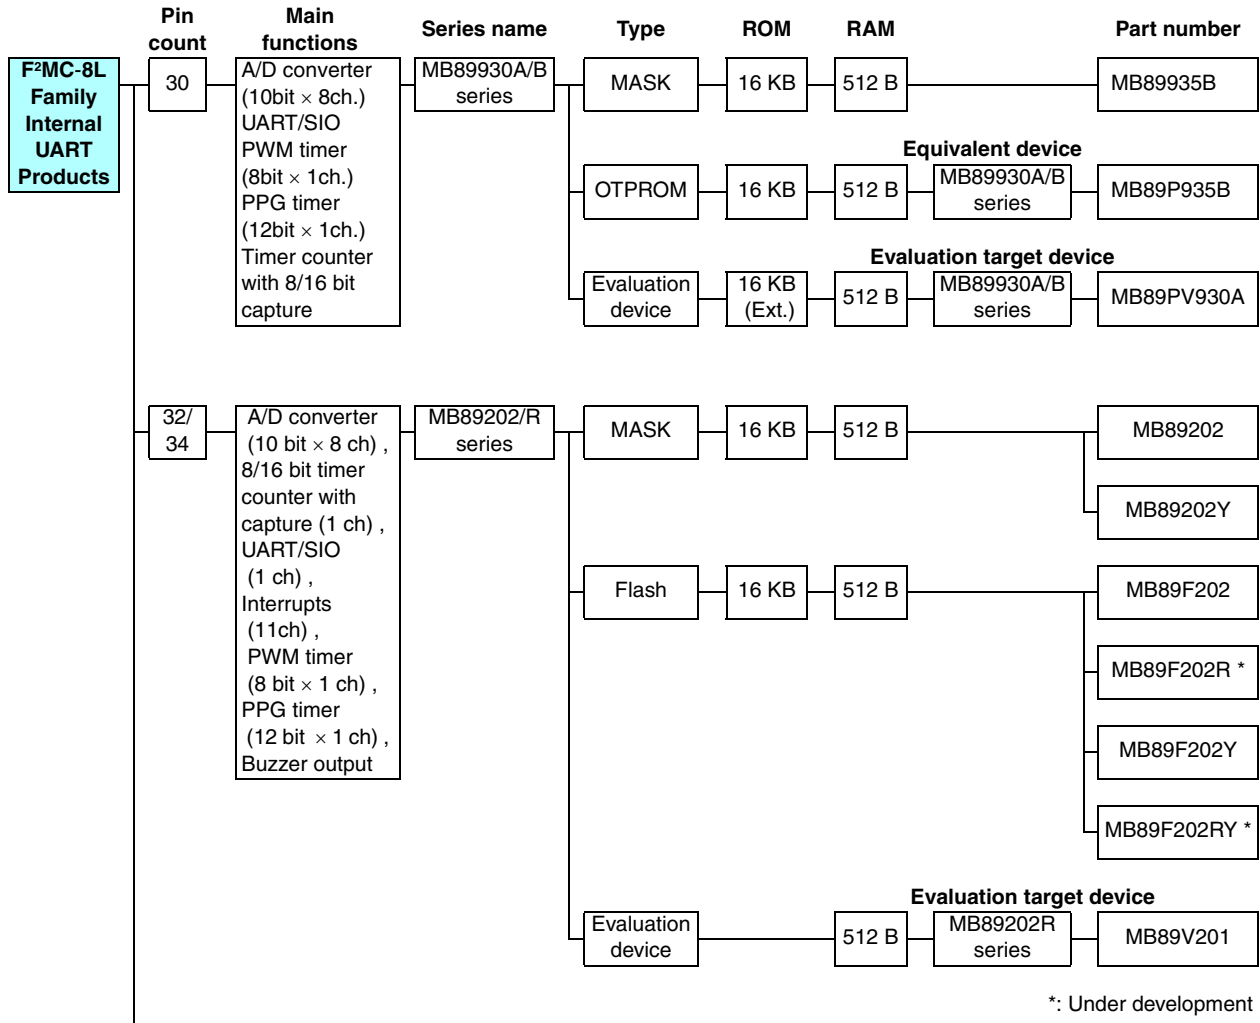 Pin
count
Main
functions
Series name
Type
ROM
RAM
Part number
F²MC-8L
Family
Internal
UART
Products
30
A/D converter
(10bit × 8ch.)
UART/SIO
PWM timer
(8bit × 1ch.)
PPG timer
(12bit × 1ch.)
Timer counter
with 8/16 bit
capture
MB89930A/B
series
MASK
16 KB
512 B
MB89935B
Equivalent device
OTPROM
16 KB
512 B
MB89930A/B
series
MB89P935B
Evaluation target device
Evaluation
device
16 KB
(Ext.)
512 B
MB89930A/B
series
MB89PV930A
32/
34
A/D converter
(10 bit × 8 ch) ,
8/16 bit timer
counter with
capture (1 ch) ,
UART/SIO
(1 ch) ,
Interrupts
(11ch) ,
PWM timer
(8 bit × 1 ch) ,
PPG timer
(12 bit × 1 ch) ,
Buzzer output
MB89202/R
series
MASK
16 KB
512 B
MB89202
MB89202Y
Flash
16 KB
512 B
MB89F202
MB89F202R *
MB89F202Y
MB89F202RY *
Evaluation target device
Evaluation
device
512 B
MB89202R
series
MB89V201
*: Under development